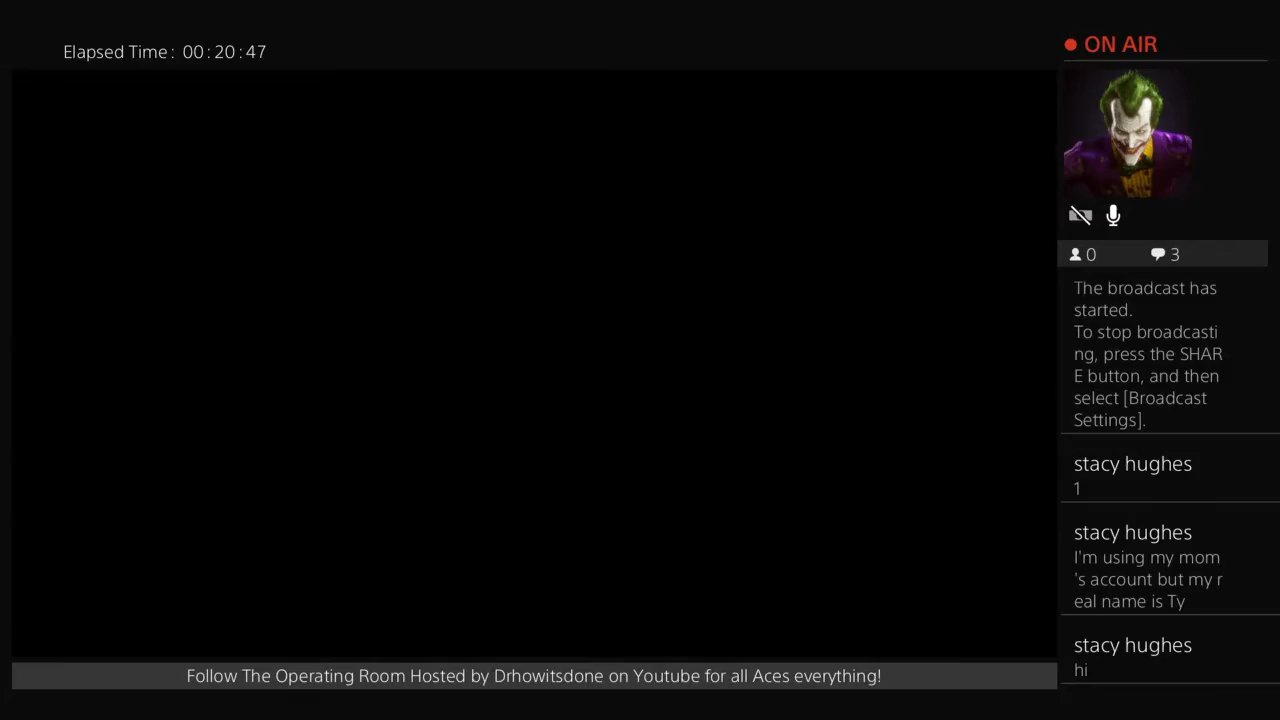 Elapsed Time: 00:20:47
ON AIR
0 3
The broadcast has
started.
To stop broadcasti
ng, press the SHAR
E button, and then
select [Broadcast
Settings].
stacy hughes
1
stacy hughes
I'm using my mom
's account but my r
eal name is Ty
stacy hughes
hi
Follow The Operating Room Hosted by Drhowitsdone on Youtube for all Aces everything!